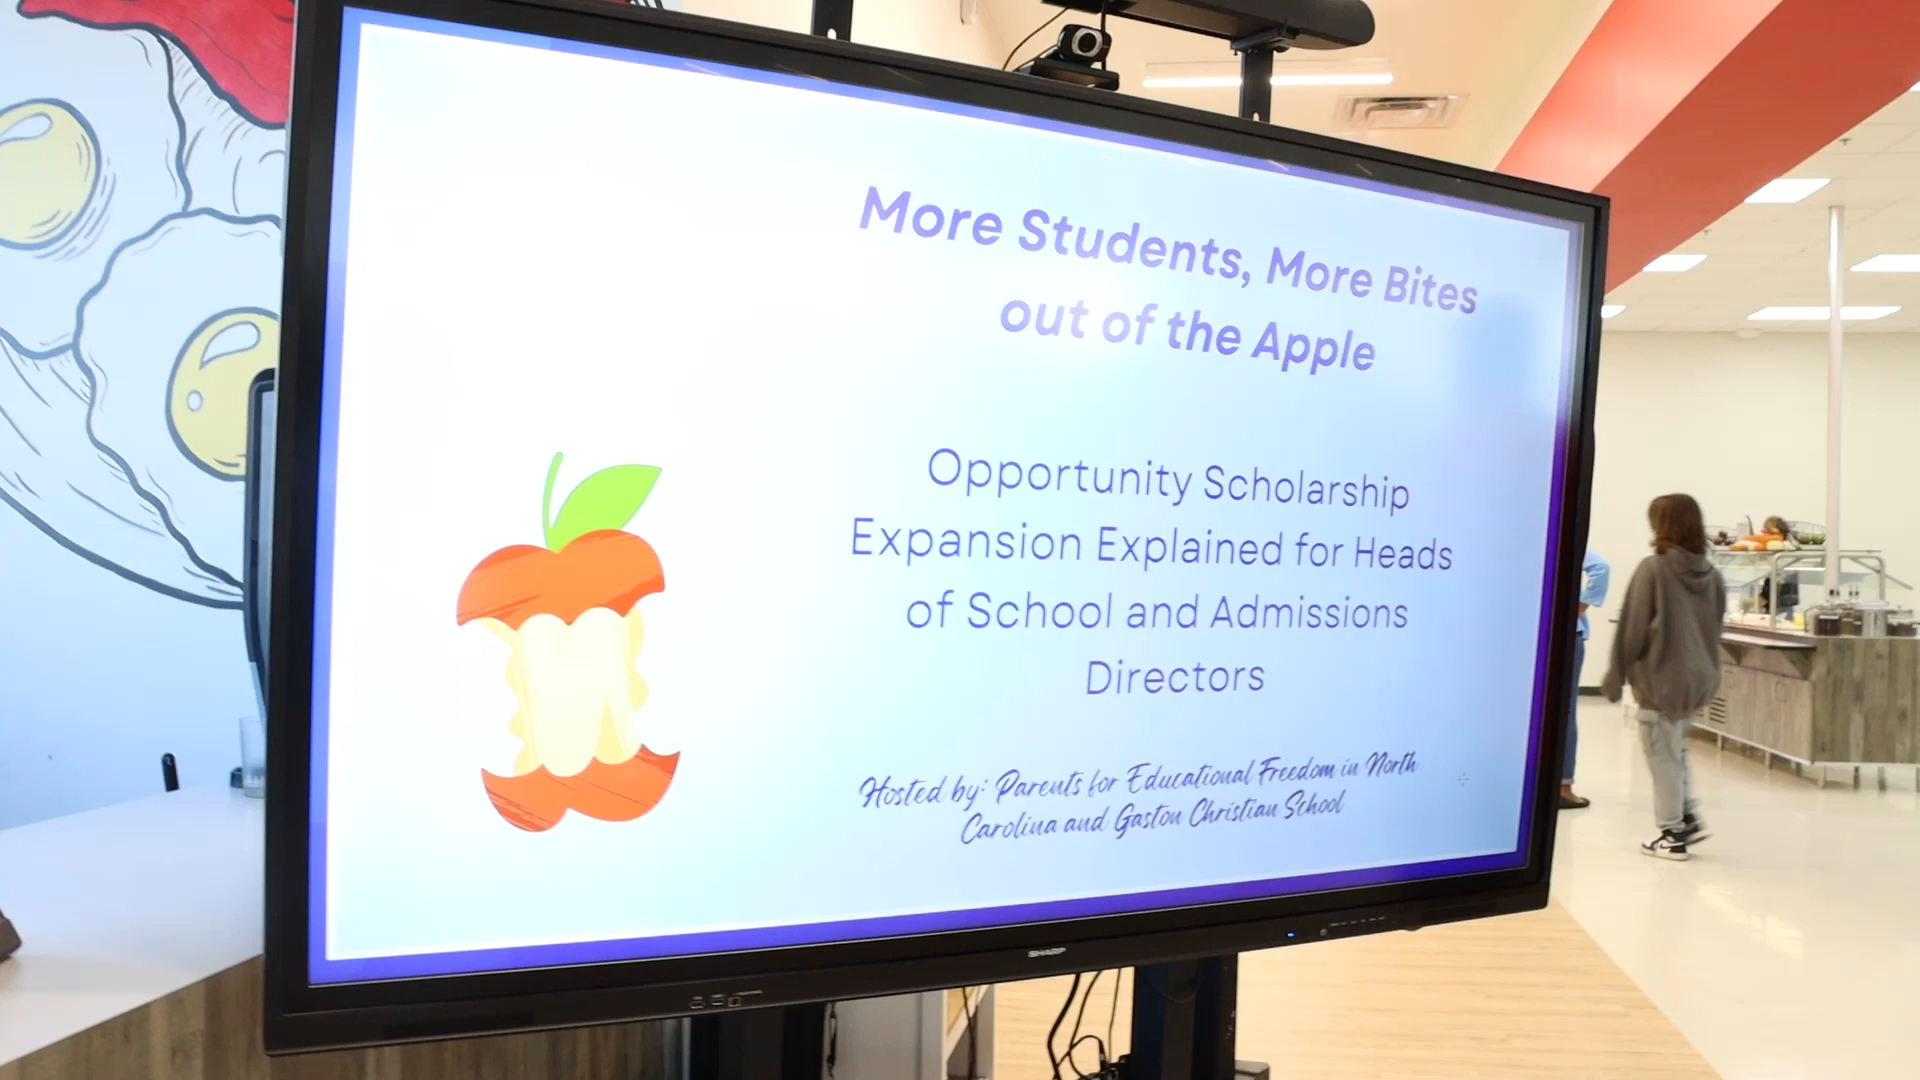 More Students, More Bites
out of the Apple
Opportunity Scholarship
Expansion Explained for Heads
of School and Admissions
Directors
Hosted by: Parents for Educational Freedom in North
Carolina and Gaston Christian School
SHARP